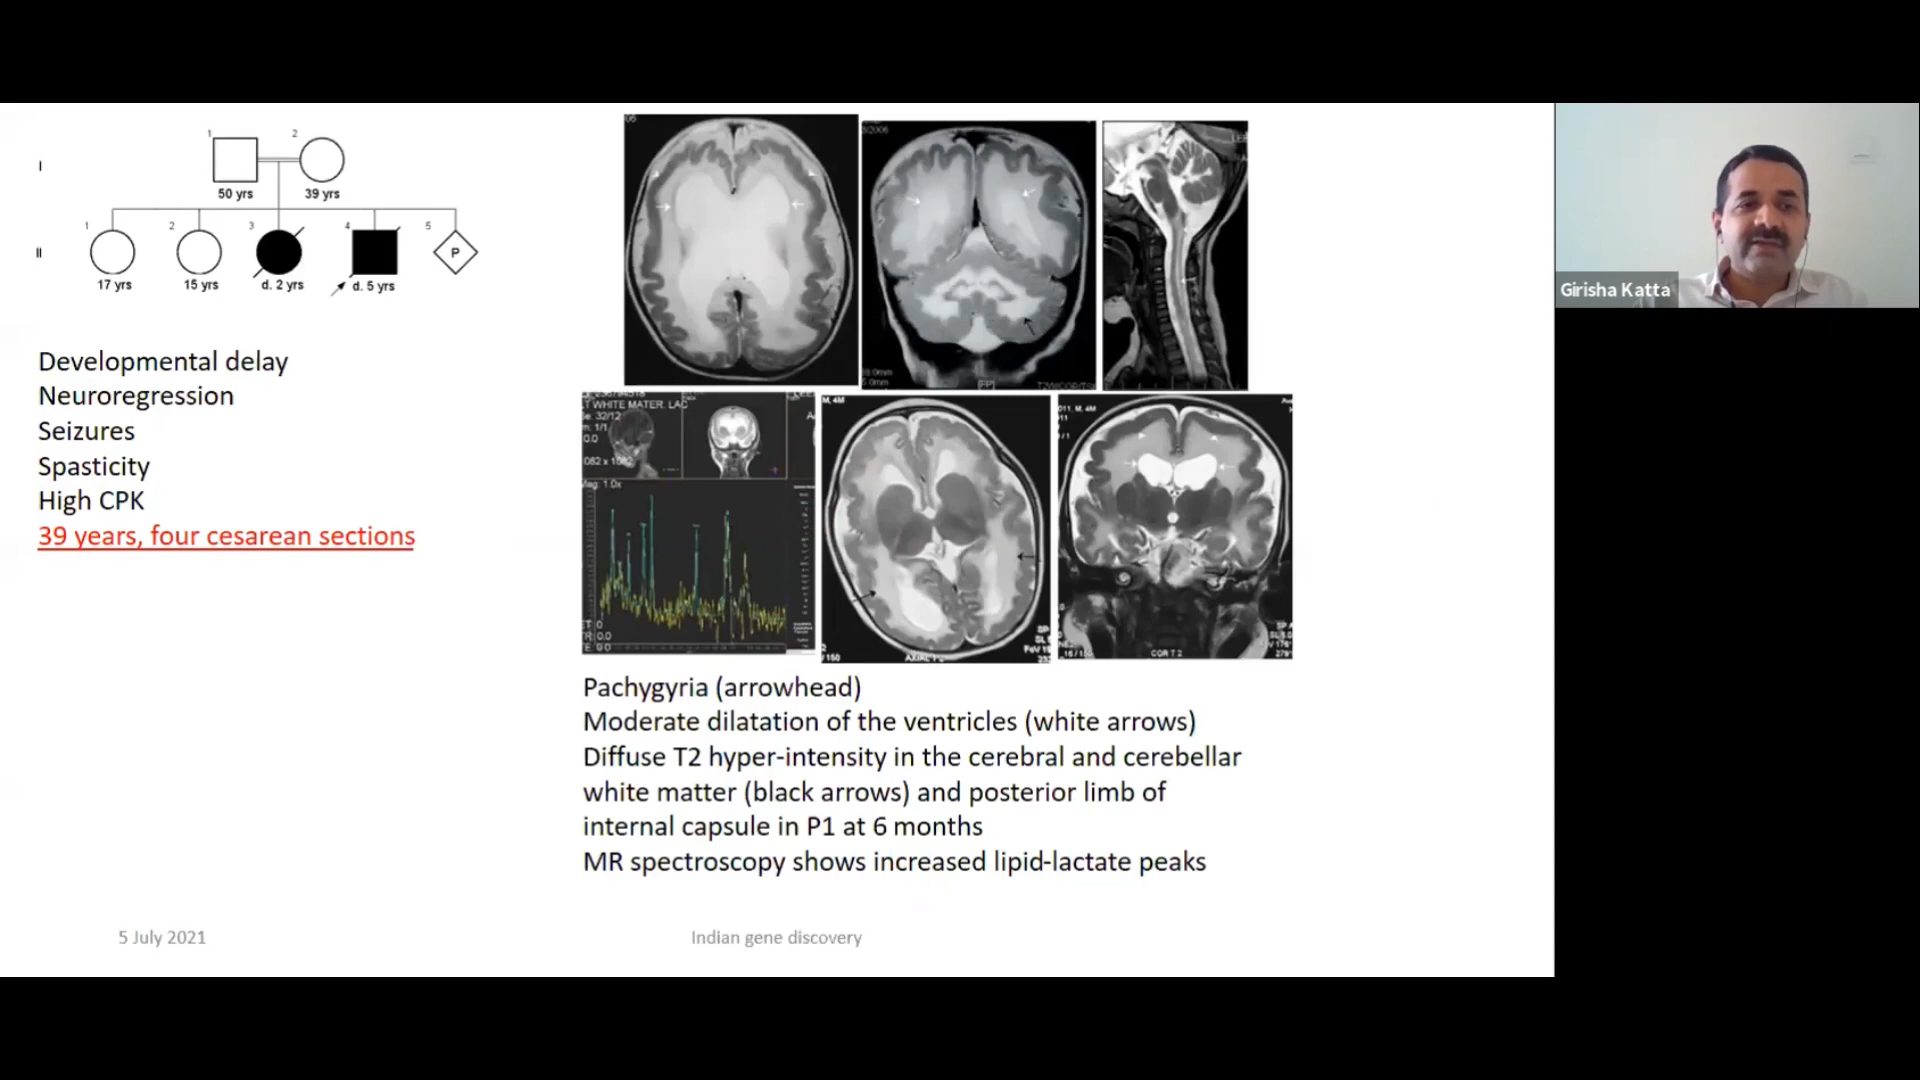 1
2
I
50 yrs
39 yrs
1
2
3
4
5
II
P
17 yrs
15 yrs
d. 2 yrs
d. 5 yrs
Developmental delay
Neuroregression
Seizures
Spasticity
High CPK
39 years, four cesarean sections
M, 4M
COR T2
Pachygyria (arrowhead)
Moderate dilatation of the ventricles (white arrows)
Diffuse T2 hyper-intensity in the cerebral and cerebellar
white matter (black arrows) and posterior limb of
internal capsule in P1 at 6 months
MR spectroscopy shows increased lipid-lactate peaks
5 July 2021
Indian gene discovery
Girisha Katta